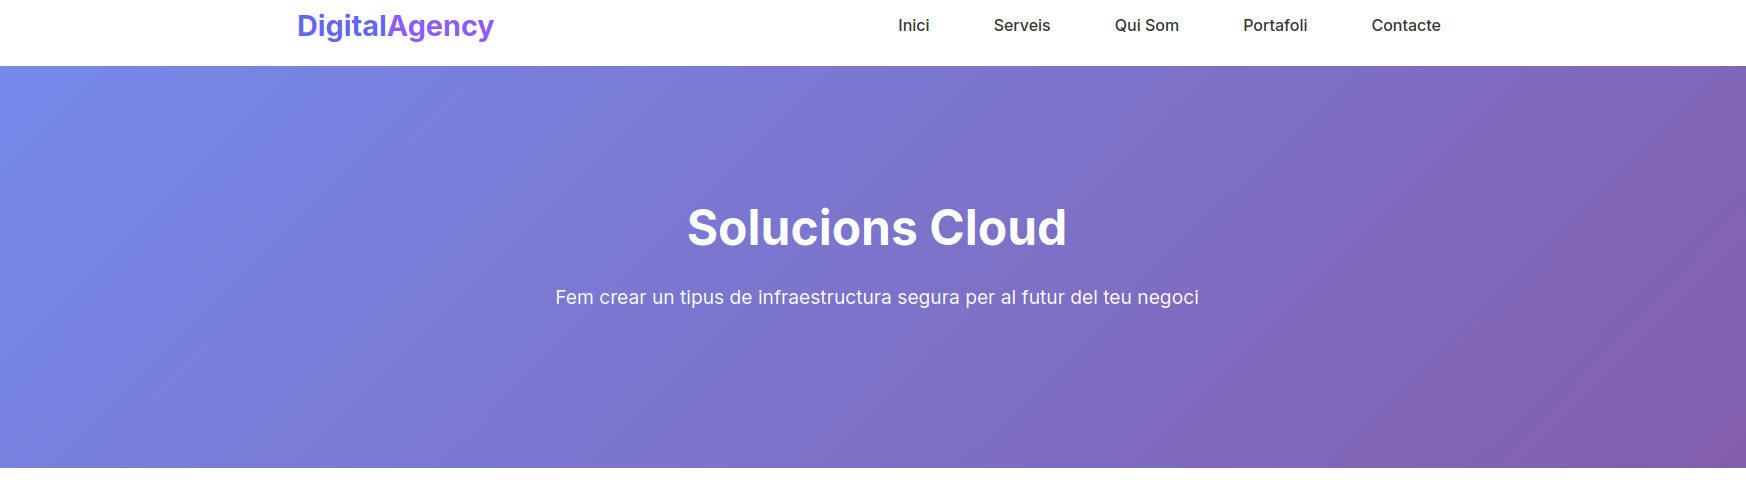 DigitalAgency Inici Serveis Qui Som Portafoli Contacte
Solucions Cloud
Fem crear un tipus de infraestructura segura per al futur del teu negoci